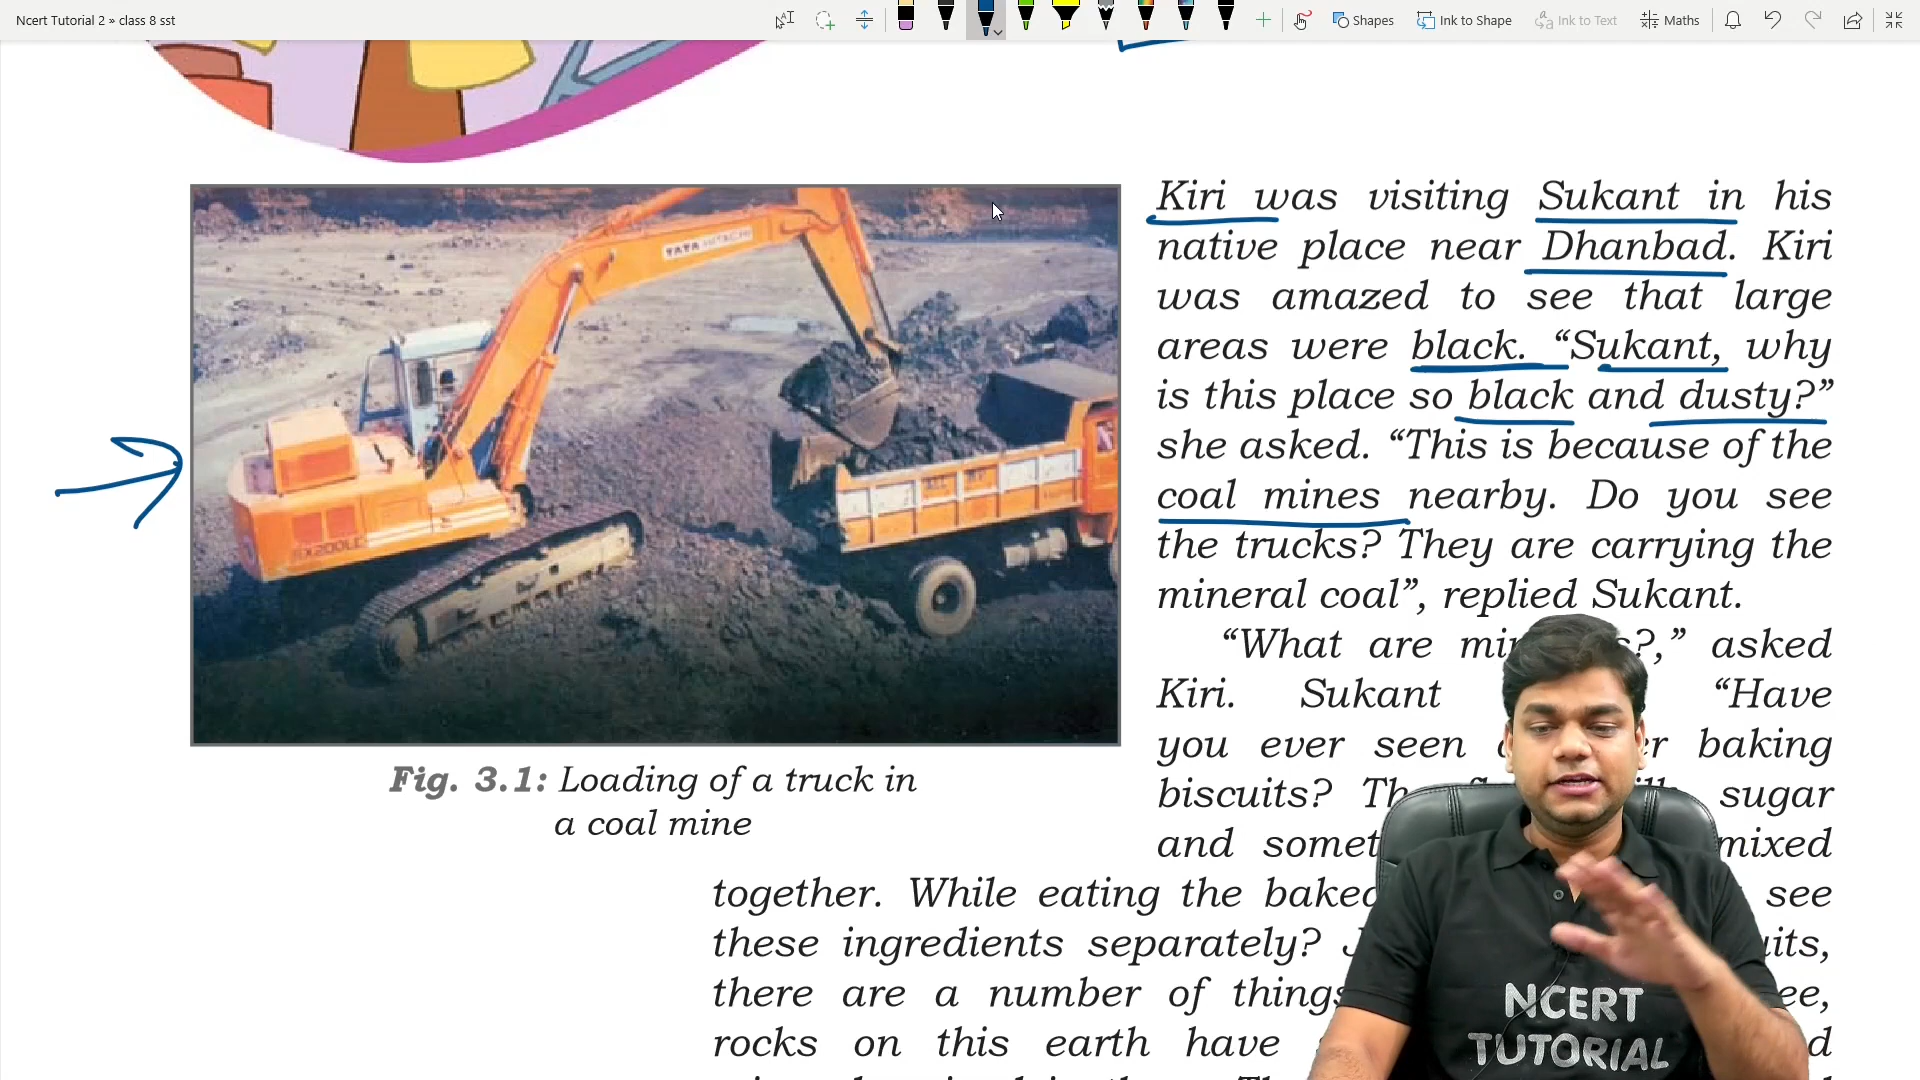 Ncert Tutorial 2 » class 8 sst
Shapes
Ink to Shape
Ink to Text
Maths
TATA HITACHI
EX200LC
Kiri was visiting Sukant in his
native place near Dhanbad. Kiri
was amazed to see that large
areas were black. “Sukant, why
is this place so black and dusty?”
she asked. “This is because of the
coal mines nearby. Do you see
the trucks? They are carrying the
mineral coal”, replied Sukant.
“What are asked
Kiri. Sukant “Have
you ever seen baking
biscuits? sugar
and mixed
together. While eating the see
these ingredients separately?
there are a number of things
rocks on this earth have
Fig. 3.1: Loading of a truck in
a coal mine
NCERT
TUTORIAL